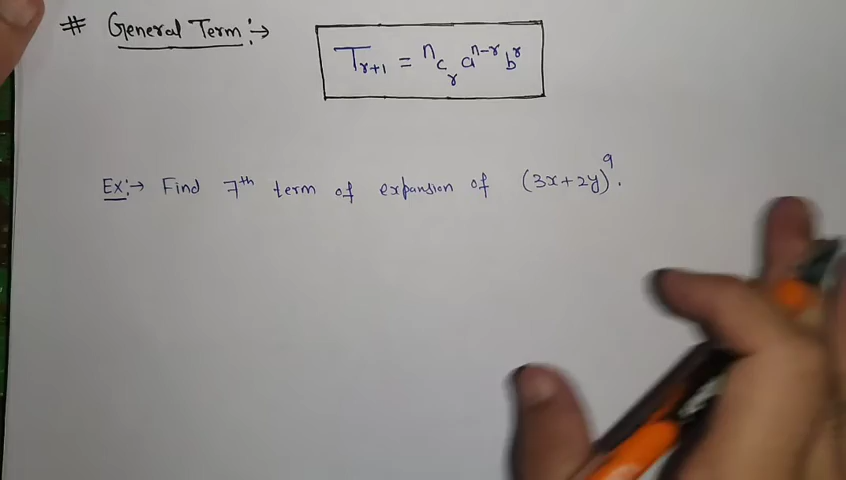 # General Term :→
Tr+1 = nCr a^n-r b^r
Ex:→ Find 7th term of expansion of (3x+2y)^9.